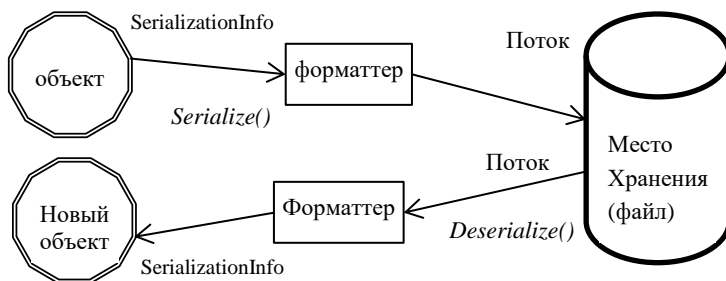 SerializationInfo
Поток
объект
форматтер
Serialize()
Место
Хранения
(файл)
Поток
Новый
объект
Форматтер
Deserialize()
SerializationInfo